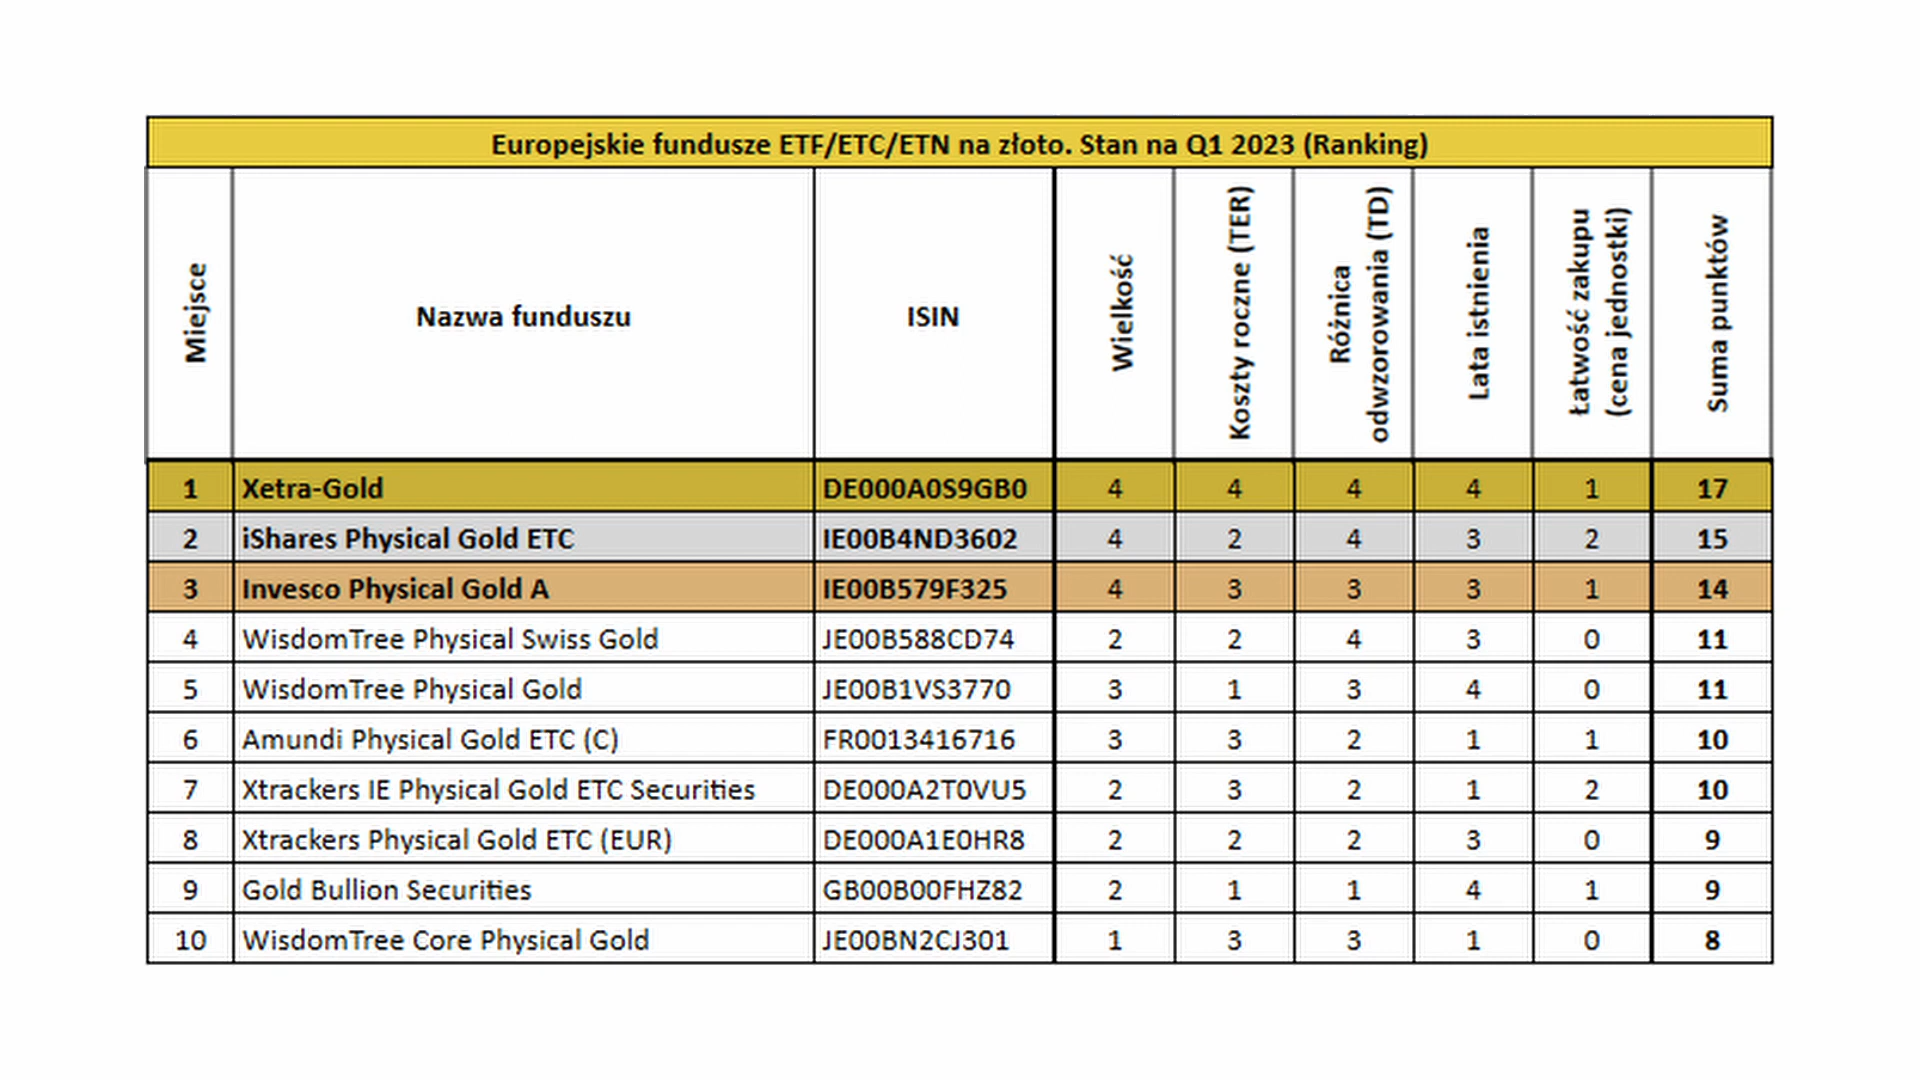 Europejskie fundusze ETF/ETC/ETN na złoto. Stan na Q1 2023 (Ranking)
Miejsce
Nazwa funduszu
ISIN
Wielkość
Koszty roczne (TER)
Różnica
odwzorowania (TD)
Lata istnienia
Łatwość zakupu
(cena jednostki)
Suma punktów
1 Xetra-Gold DE000A0S9GB0 4 4 4 4 1 17
2 iShares Physical Gold ETC IE00B4ND3602 4 2 4 3 2 15
3 Invesco Physical Gold A IE00B579F325 4 3 3 3 1 14
4 WisdomTree Physical Swiss Gold JE00B588CD74 2 2 4 3 0 11
5 WisdomTree Physical Gold JE00B1VS3770 3 1 3 4 0 11
6 Amundi Physical Gold ETC (C) FR0013416716 3 3 2 1 1 10
7 Xtrackers IE Physical Gold ETC Securities DE000A2T0VU5 2 3 2 1 2 10
8 Xtrackers Physical Gold ETC (EUR) DE000A1E0HR8 2 2 2 3 0 9
9 Gold Bullion Securities GB00B00FHZ82 2 1 1 4 1 9
10 WisdomTree Core Physical Gold JE00BN2CJ301 1 3 3 1 0 8